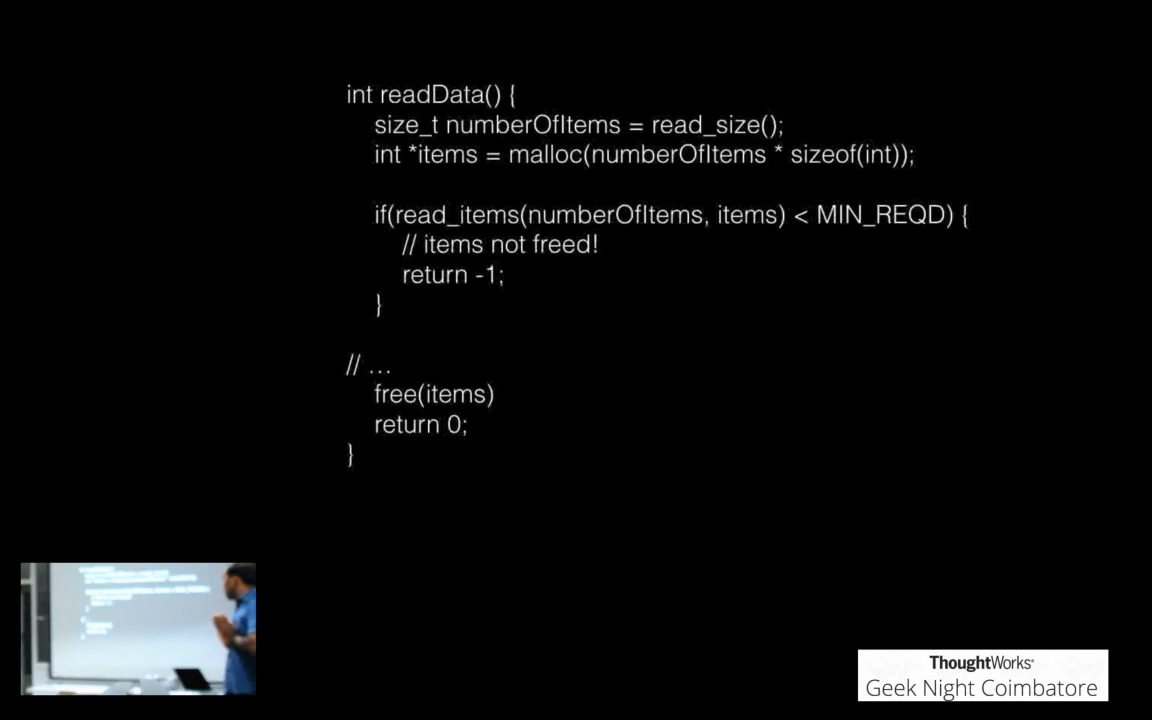 int readData() {
size_t numberOfItems = read_size();
int *items = malloc(numberOfItems * sizeof(int));
if(read_items(numberOfItems, items) < MIN_REQD) {
// items not freed!
return -1;
}
// ...
free(items)
return 0;
}
ThoughtWorks®
Geek Night Coimbatore